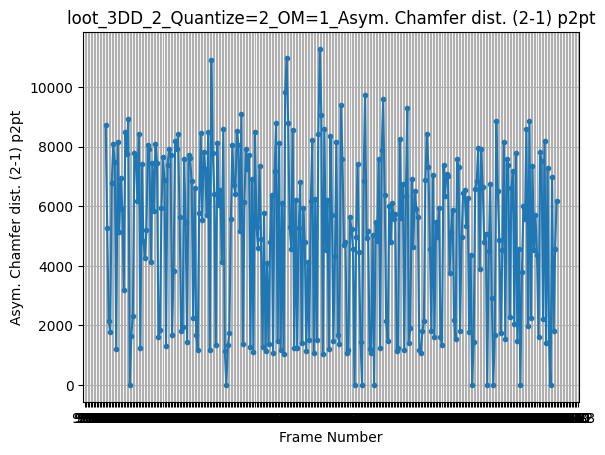 loot_3DD_2_Quantize=2_OM=1_Asym. Chamfer dist. (2-1) p2pt
Asym. Chamfer dist. (2-1) p2pt
10000
8000
6000
4000
2000
0
Frame Number